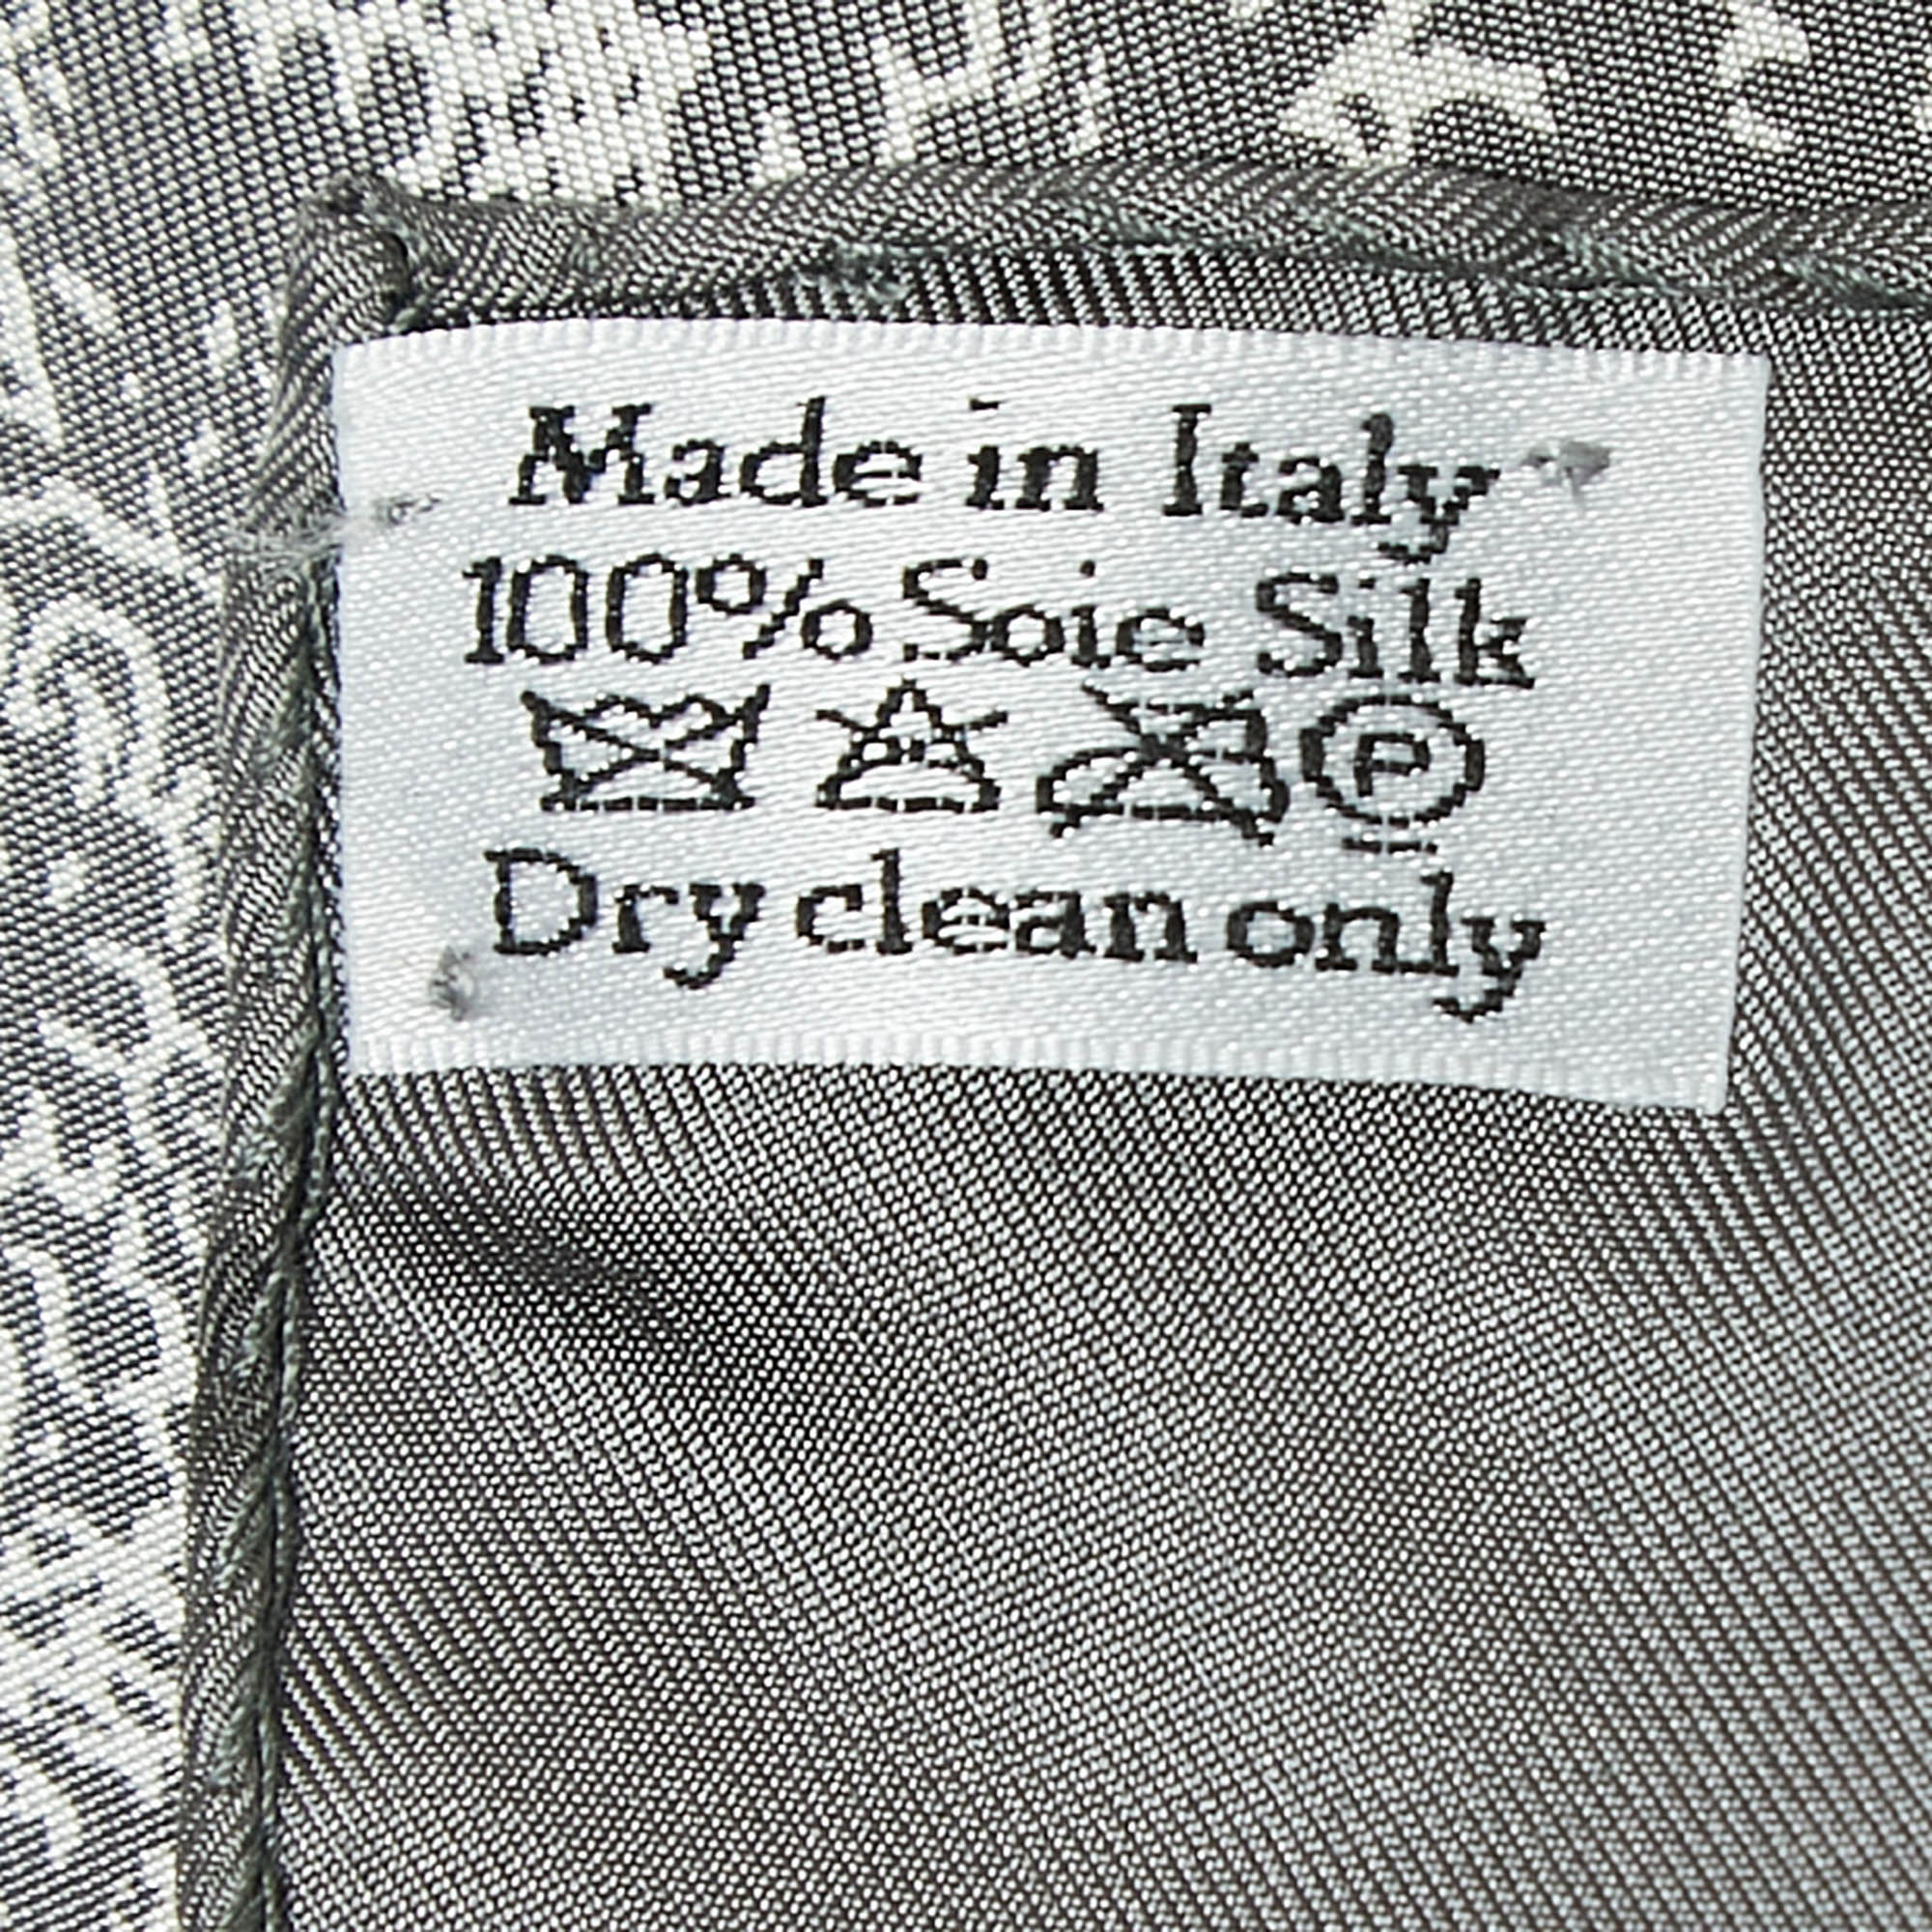 Made in Italy
100% Soie Silk
P
Dry clean only